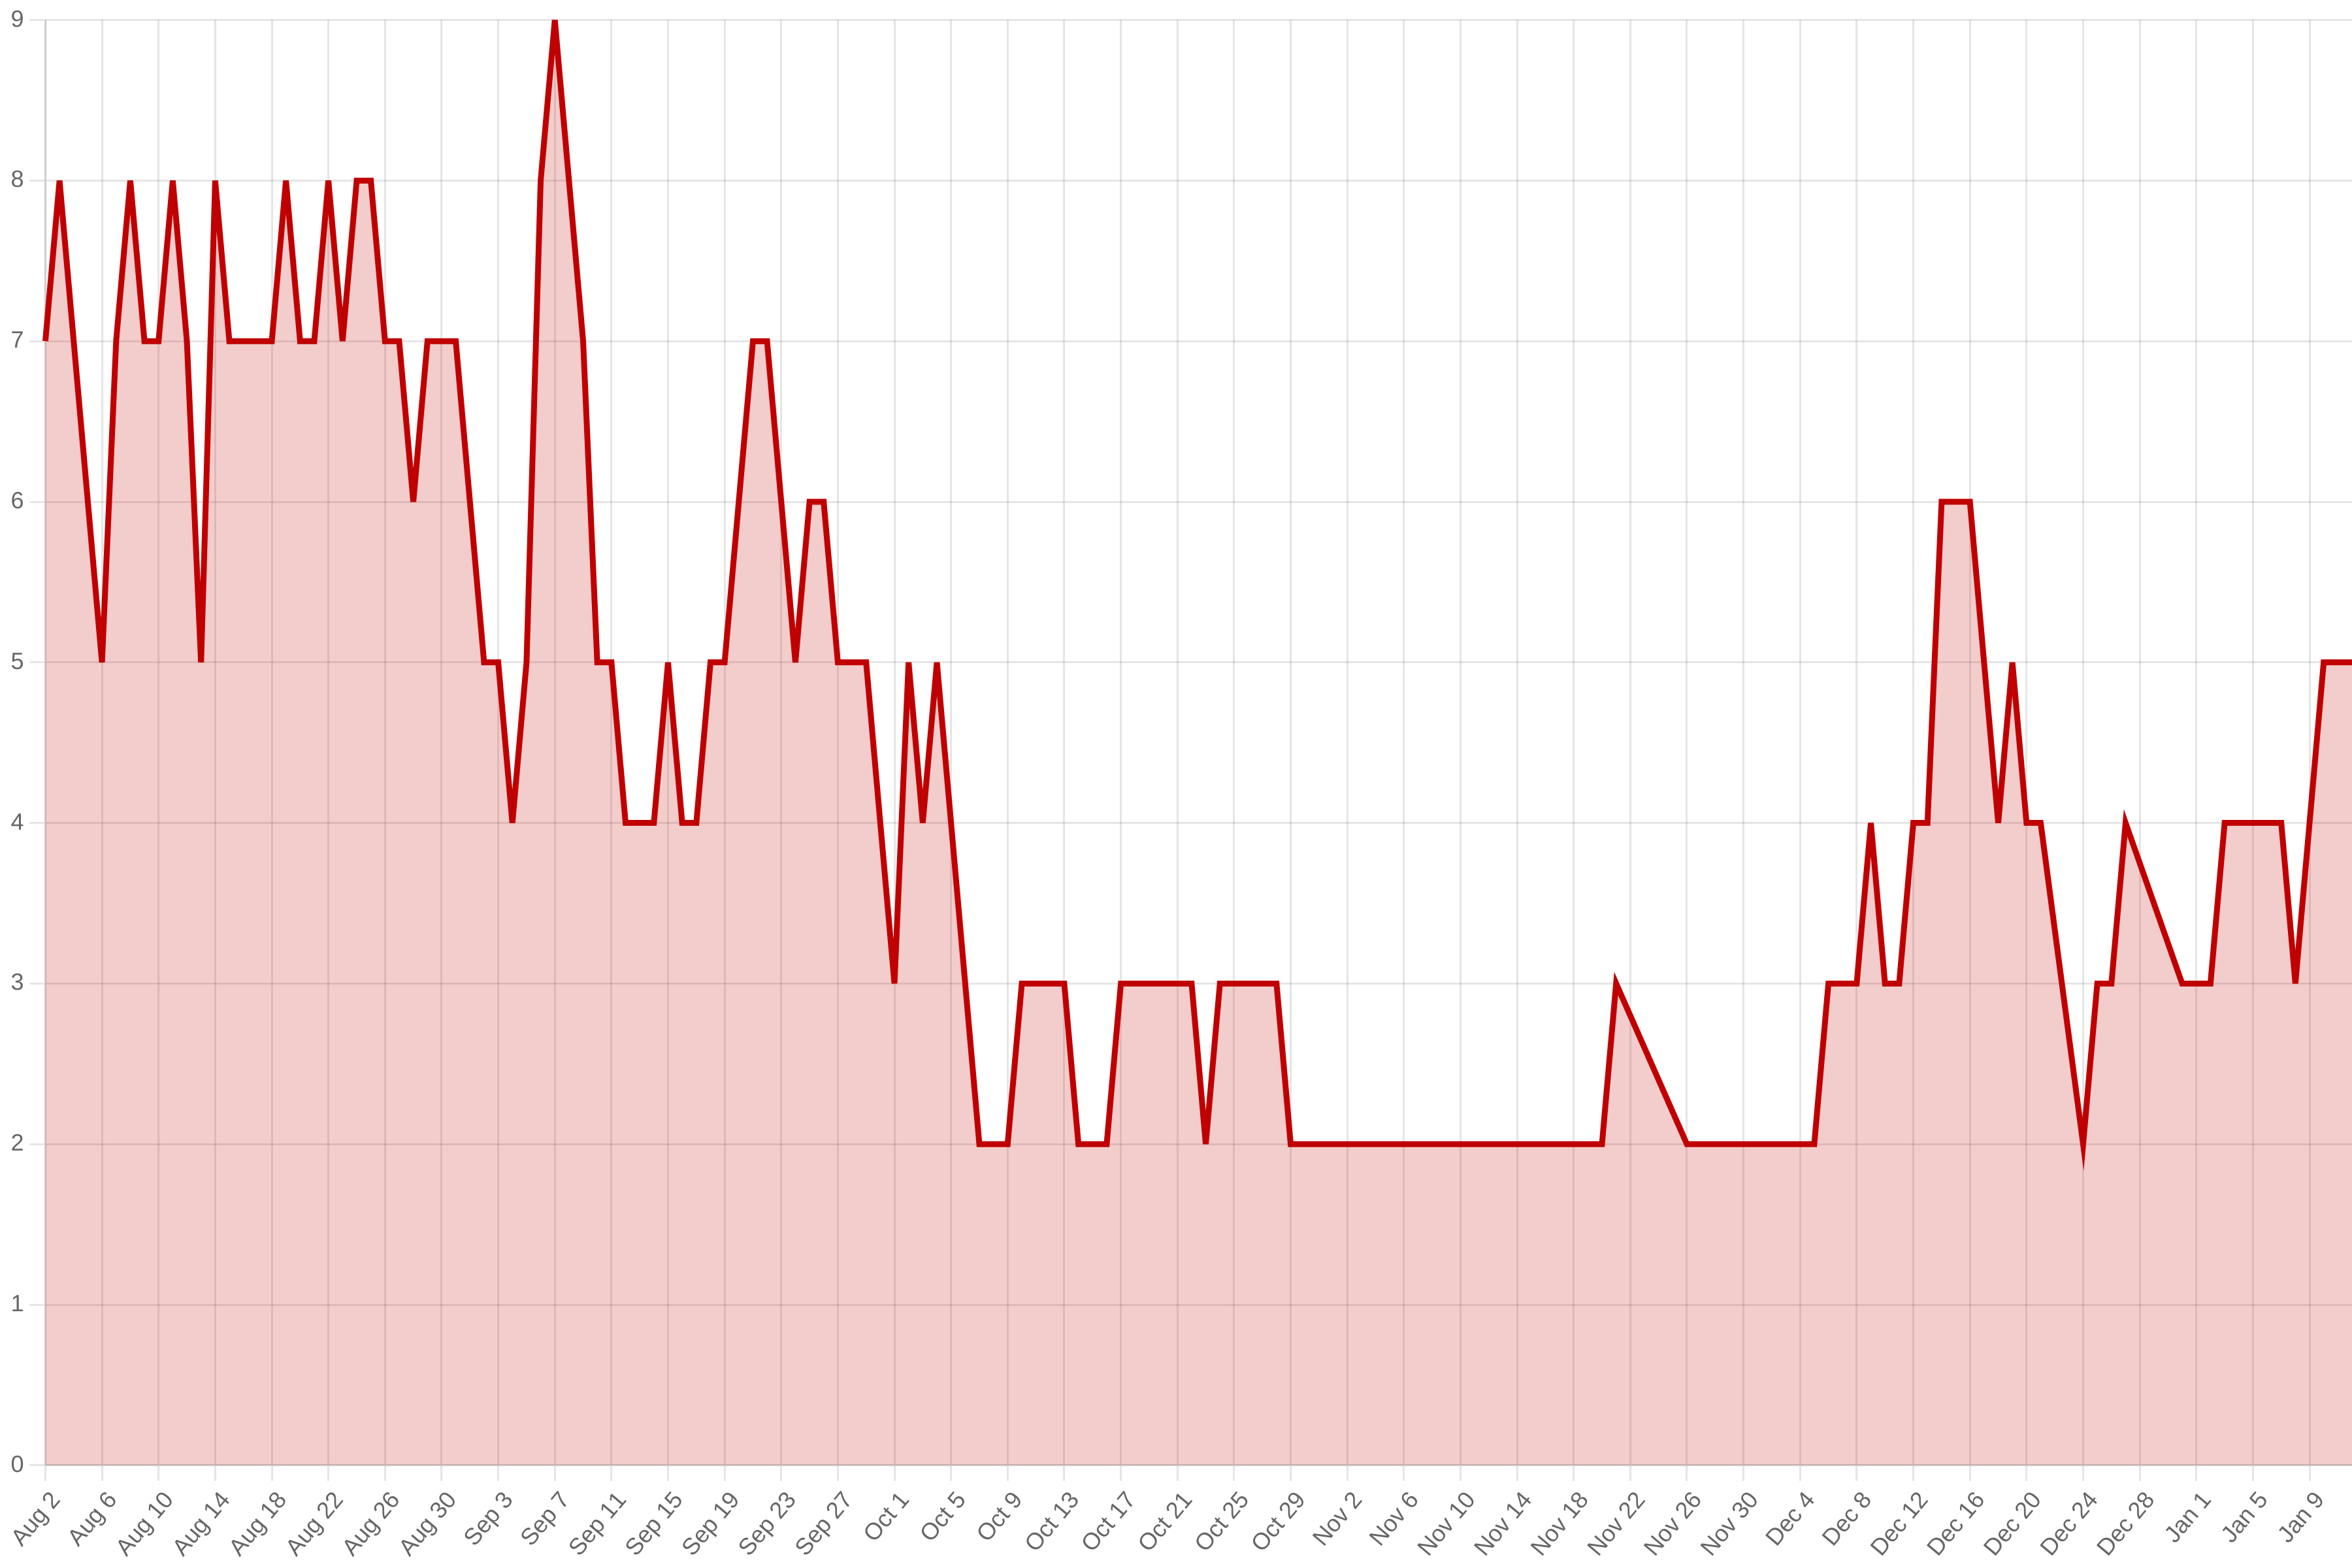 9
8
7
6
5
4
3
2
1
0
Aug 2
Aug 6
Aug 10
Aug 14
Aug 18
Aug 22
Aug 26
Aug 30
Sep 3
Sep 7
Sep 11
Sep 15
Sep 19
Sep 23
Sep 27
Oct 1
Oct 5
Oct 9
Oct 13
Oct 17
Oct 21
Oct 25
Oct 29
Nov 2
Nov 6
Nov 10
Nov 14
Nov 18
Nov 22
Nov 26
Nov 30
Dec 4
Dec 8
Dec 12
Dec 16
Dec 20
Dec 24
Dec 28
Jan 1
Jan 5
Jan 9